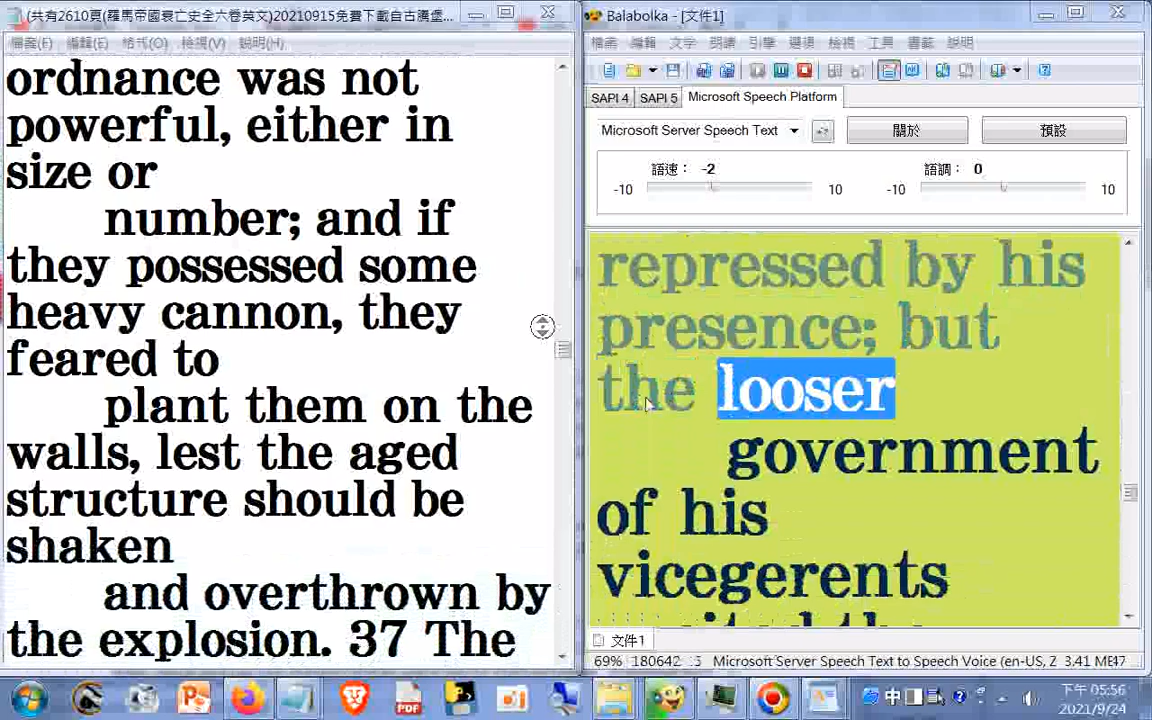 (共有2610頁(羅馬帝國衰亡史全六卷英文)20210915免費下載自古騰堡...
檔案(F) 編輯(E) 格式(O) 檢視(V) 說明(H)
ordnance was not
powerful, either in
size or
number; and if
they possessed some
heavy cannon, they
feared to
plant them on the
walls, lest the aged
structure should be
shaken
and overthrown by
the explosion. 37 The
Balabolka - [文件1]
檔案 編輯 文字 朗讀 引擎 選項 檢視 工具 書籤 說明
SAPI 4 SAPI 5 Microsoft Speech Platform
Microsoft Server Speech Text
關於
預設
語速： -2
-10 10
語調： 0
-10 10
repressed by his
presence; but
the looser
government
of his
vicegerents
文件1
69% 180642 Microsoft Server Speech Text to Speech Voice (en-US, Z 3.41 ME
PDF
中
下午 05:56
2021/9/24